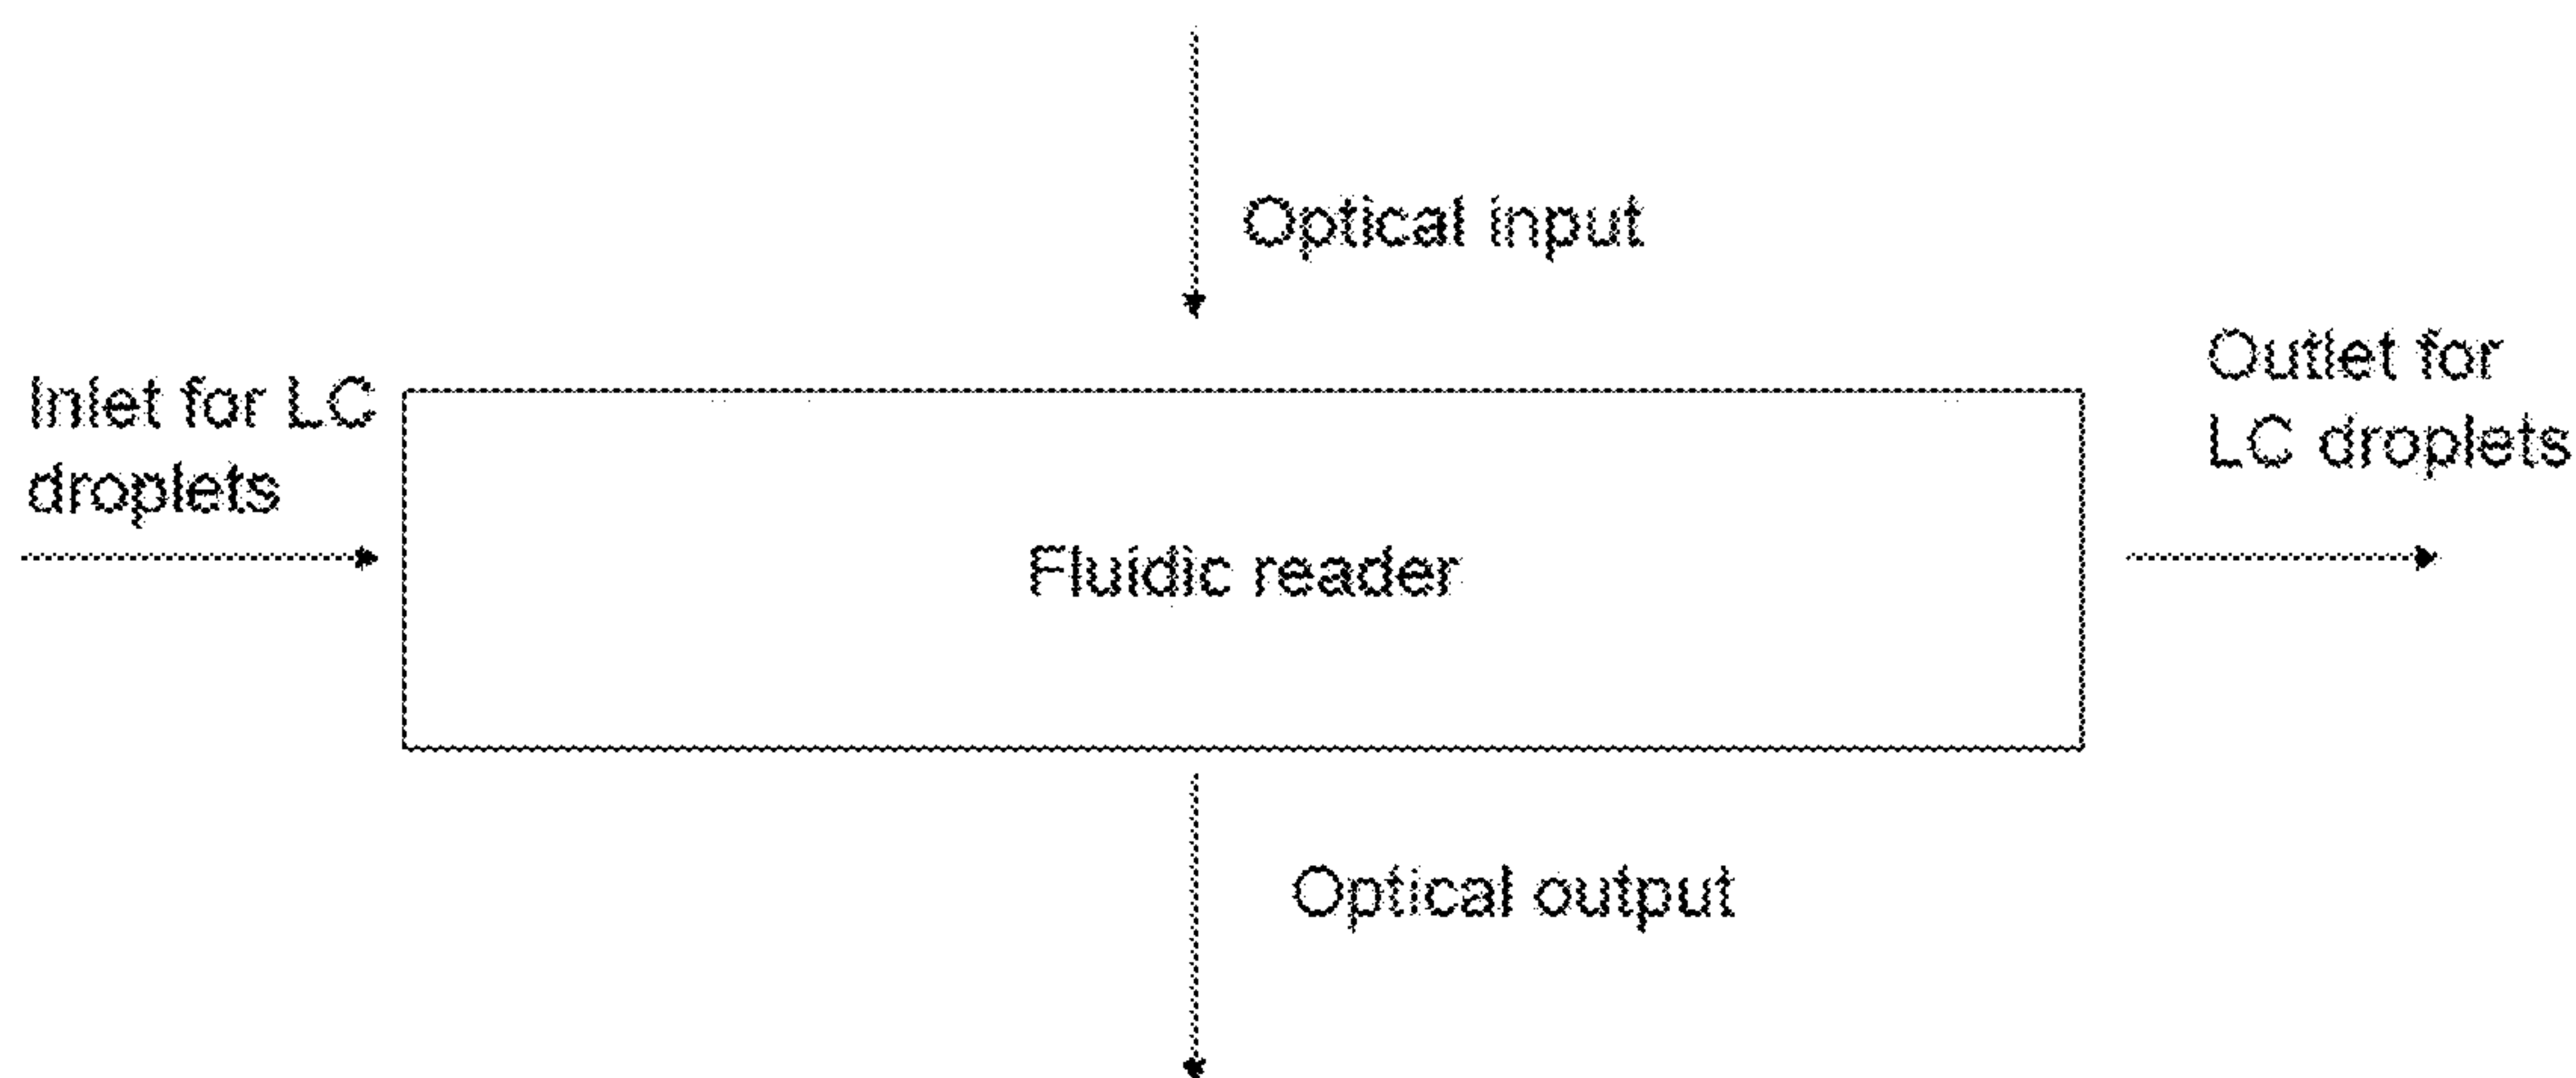 Optical input
Inlet for LC
droplets
Outlet for
LC droplets
Fluidic reader
Optical output